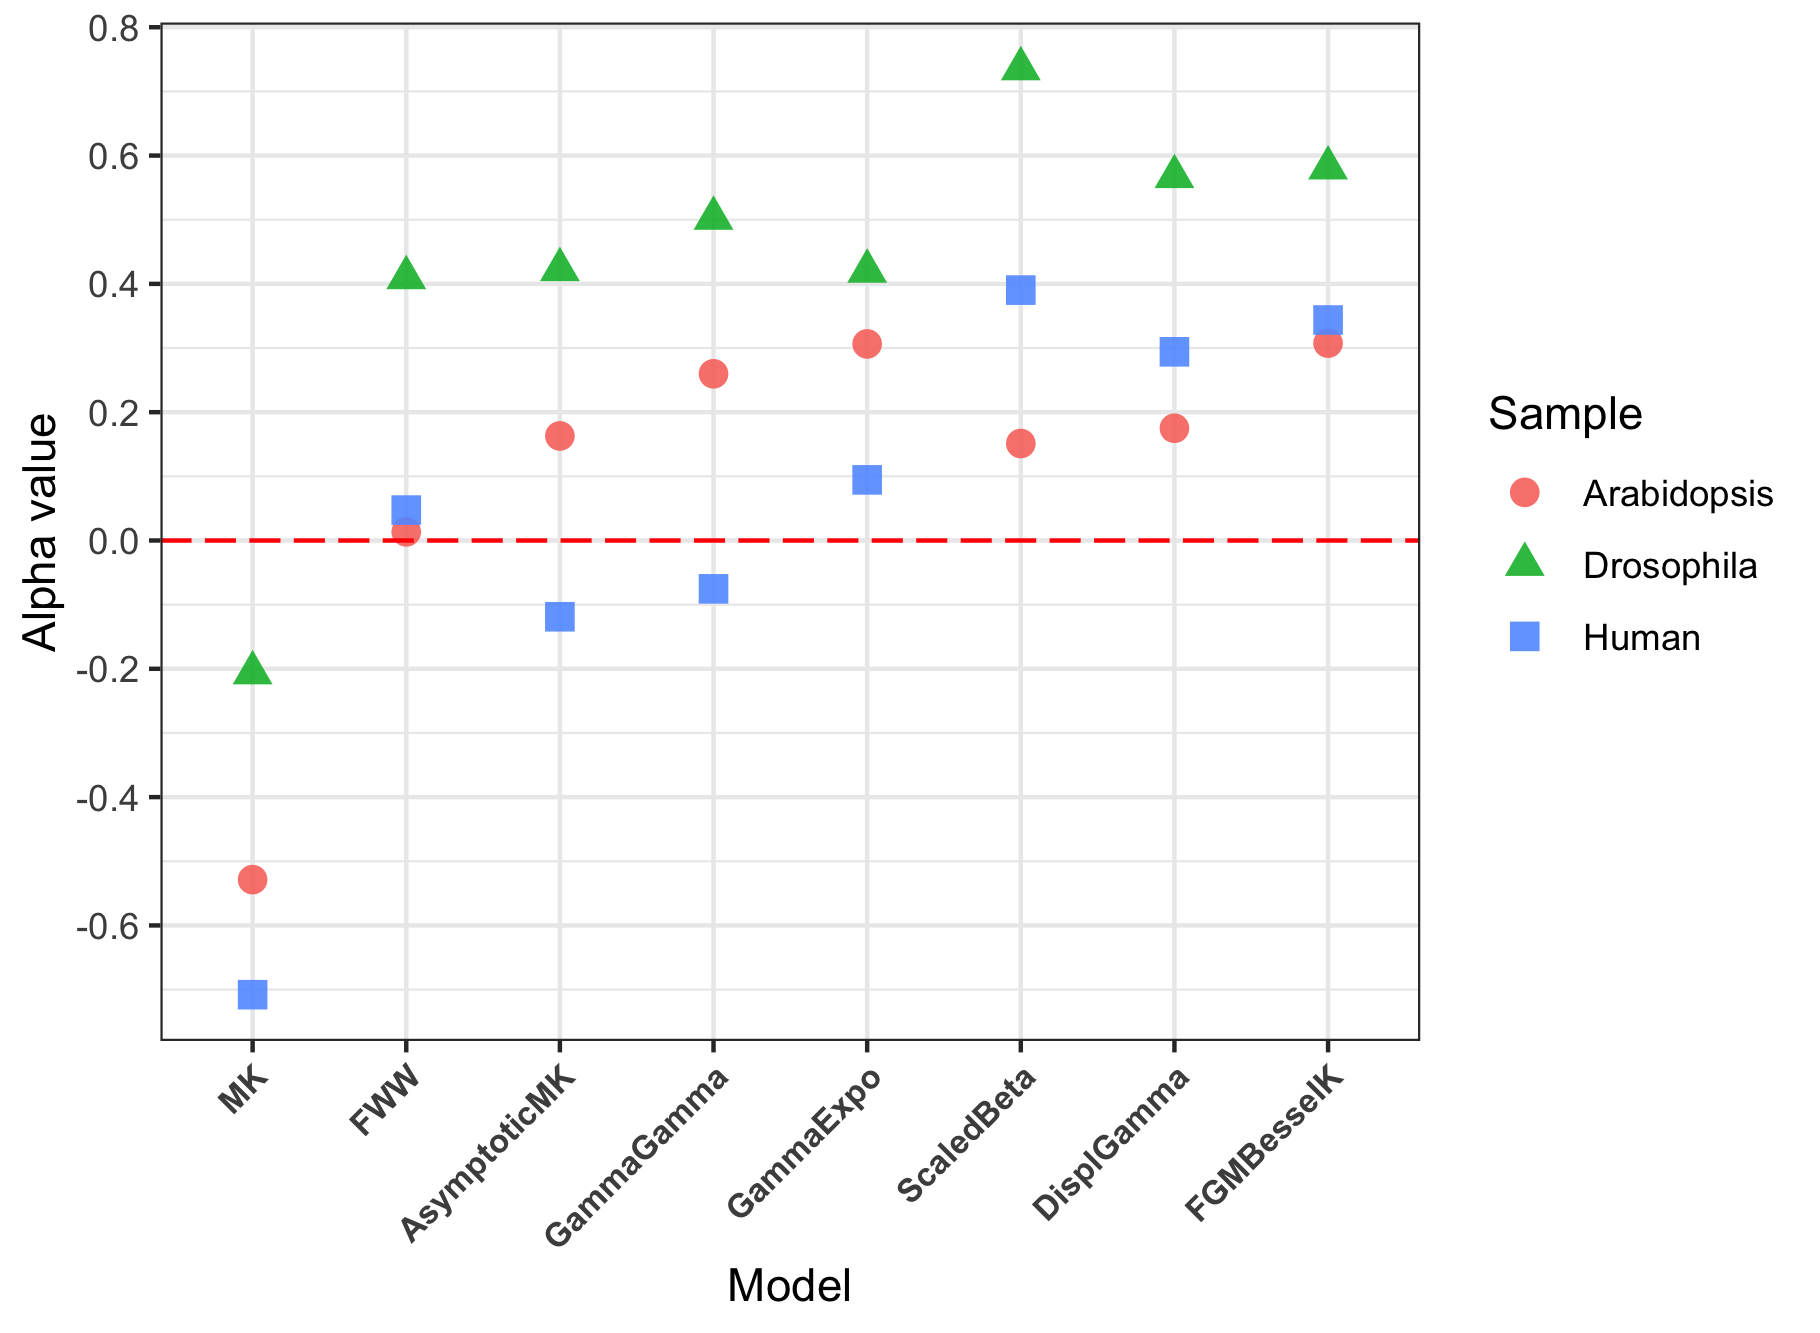 0.8
0.6
0.4
0.2
0.0
-0.2
-0.4
-0.6
Alpha value
MK
FWW
AsymptoticMK
GammaGamma
GammaExpo
ScaledBeta
DisplGamma
FGMBesselK
Model
Sample
Arabidopsis
Drosophila
Human